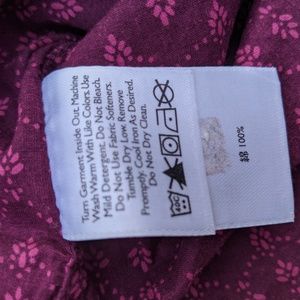 Turn Garment Inside Out. Machine
Wash Warm With Like Colors. Use
Mild Detergent. Do Not Bleach.
Do Not Use Fabric Softeners.
Tumble Dry Low. Remove
Promptly. Cool Iron As Desired.
Do Not Dry Clean.
40C
100%